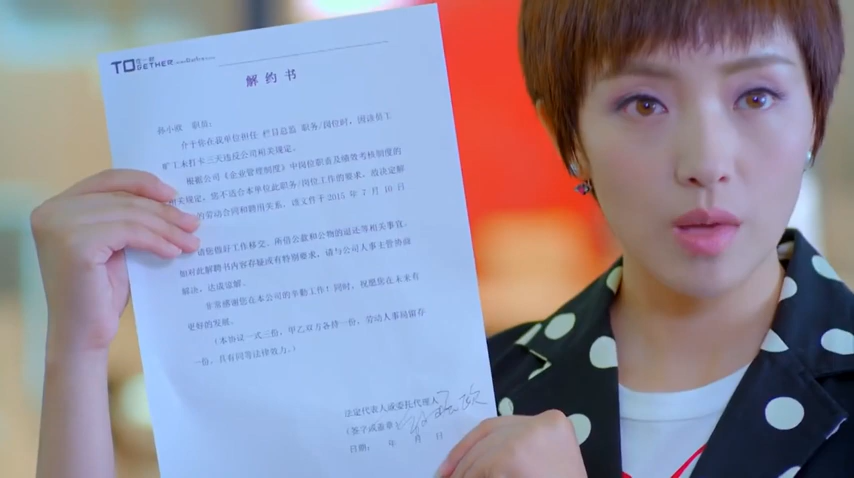 TOGETHER
在一起
解 约 书
孙小欣 职员:
介于你在我单位担任 栏目总监 职务/岗位时,因该员工
旷工未打卡三天违反公司相关规定。
根据公司《企业管理制度》中岗位职责及绩效考核制度的
相关规定:您不适合本单位此职务/岗位工作的要求。故决定解
的劳动合同和聘用关系。该文件于 2015 年 7 月 10 日
请您做好工作移交、所借公款和公物的退还等相关事宜。
如对此解聘书内容存疑或有特别要求,请与公司人事主管协商
解决,达成谅解。
非常感谢您在本公司的辛勤工作!同时,祝愿您在未来有
更好的发展。
(本协议一式三份,甲乙双方各持一份,劳动人事局留存
一份,具有同等法律效力。)
法定代表人或委托代理人
(签字或盖章)
日期: 年 月 日